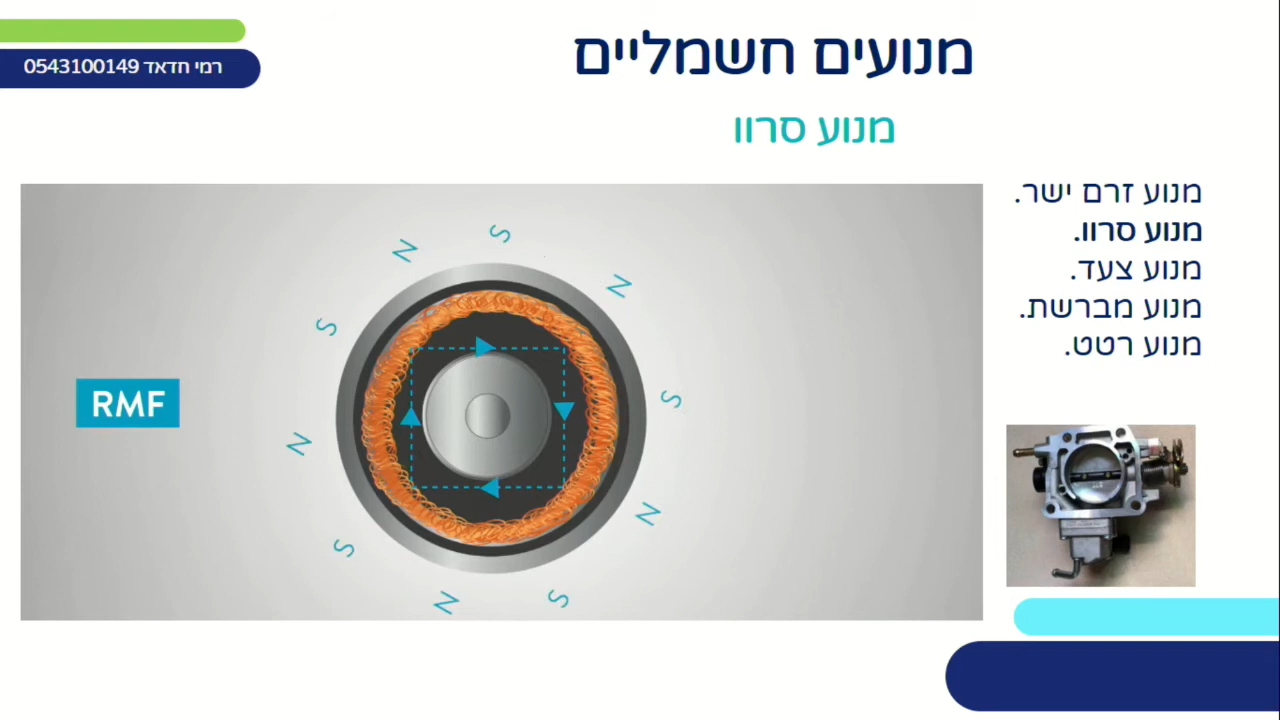 רמי חדאד 0543100149
מנועים חשמליים
מנוע סרוו
מנוע זרם ישר.
מנוע סרוו.
מנוע צעד.
מנוע מברשת.
מנוע רטט.
RMF
S
N
N
S
S
N
N
S
S
N